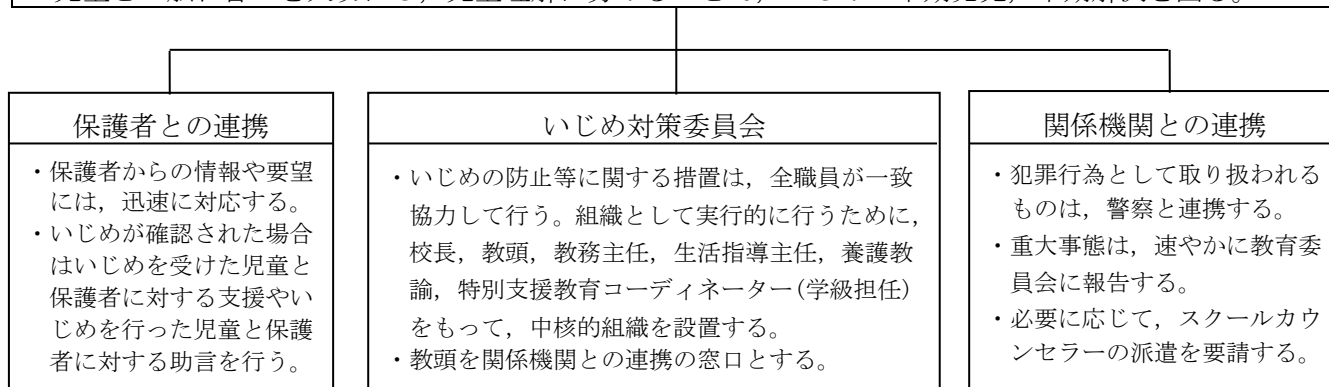 保護者との連携
・保護者からの情報や要望
には，迅速に対応する。
・いじめが確認された場合
はいじめを受けた児童と
保護者に対する支援やい
じめを行った児童と保護
者に対する助言を行う。
いじめ対策委員会
・いじめの防止等に関する措置は，全職員が一致
協力して行う。組織として実行的に行うために，
校長，教頭，教務主任，生活指導主任，養護教
諭，特別支援教育コーディネーター(学級担任)
をもって，中核的組織を設置する。
・教頭を関係機関との連携の窓口とする。
関係機関との連携
・犯罪行為として取り扱われる
ものは，警察と連携する。
・重大事態は，速やかに教育委
員会に報告する。
・必要に応じて，スクールカウ
ンセラーの派遣を要請する。